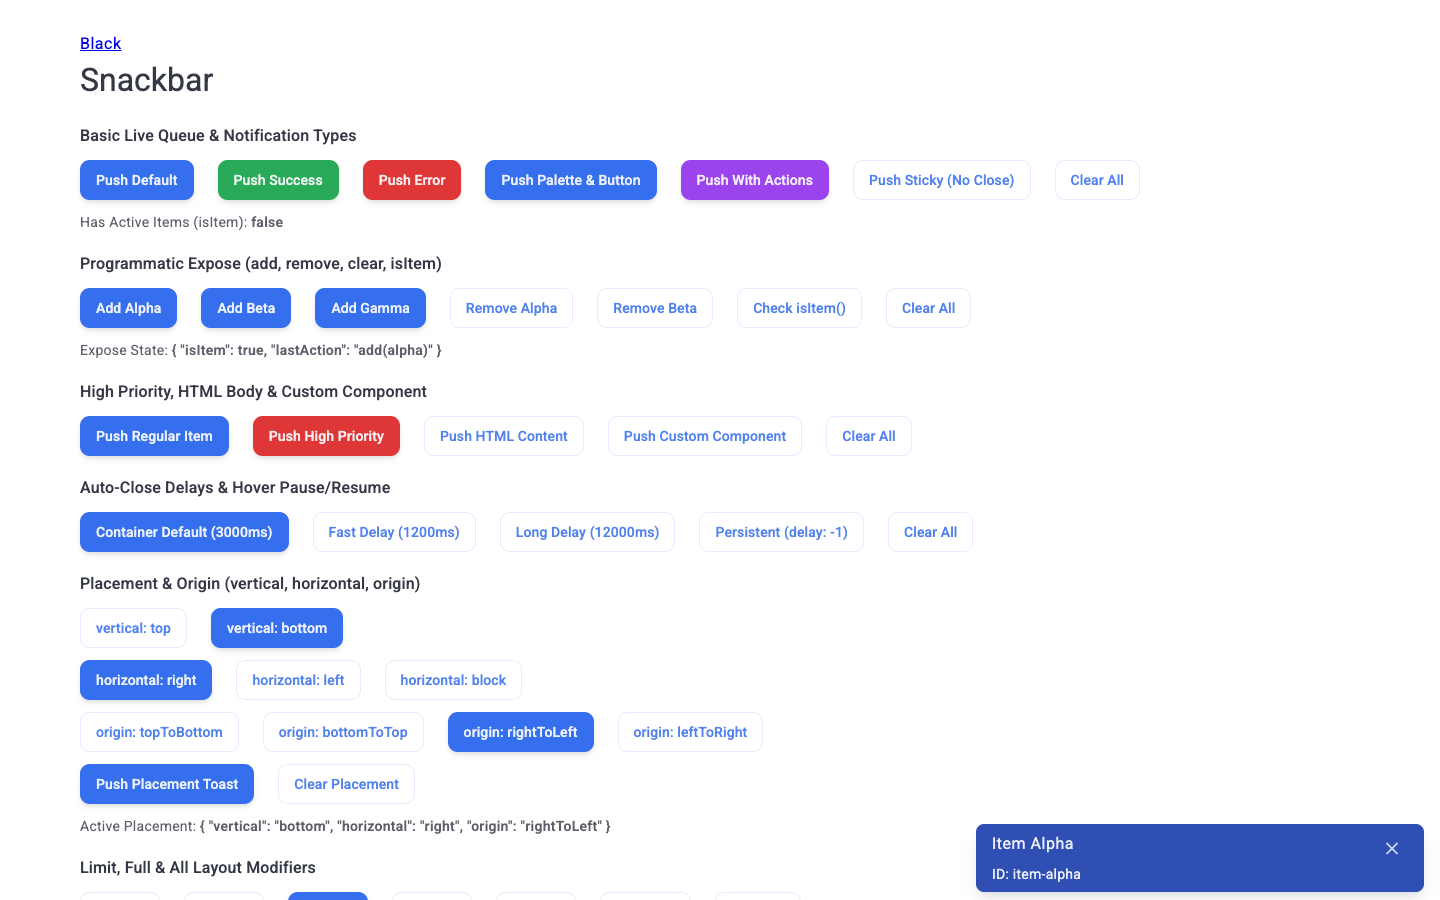 Black
Snackbar
Basic Live Queue & Notification Types
Push Default Push Success Push Error Push Palette & Button Push With Actions Push Sticky (No Close) Clear All
Has Active Items (isItem): false
Programmatic Expose (add, remove, clear, isItem)
Add Alpha Add Beta Add Gamma Remove Alpha Remove Beta Check isItem() Clear All
Expose State: { "isItem": true, "lastAction": "add(alpha)" }
High Priority, HTML Body & Custom Component
Push Regular Item Push High Priority Push HTML Content Push Custom Component Clear All
Auto-Close Delays & Hover Pause/Resume
Container Default (3000ms) Fast Delay (1200ms) Long Delay (12000ms) Persistent (delay: -1) Clear All
Placement & Origin (vertical, horizontal, origin)
vertical: top vertical: bottom
horizontal: right horizontal: left horizontal: block
origin: topToBottom origin: bottomToTop origin: rightToLeft origin: leftToRight
Push Placement Toast Clear Placement
Active Placement: { "vertical": "bottom", "horizontal": "right", "origin": "rightToLeft" }
Limit, Full & All Layout Modifiers
Item Alpha
ID: item-alpha